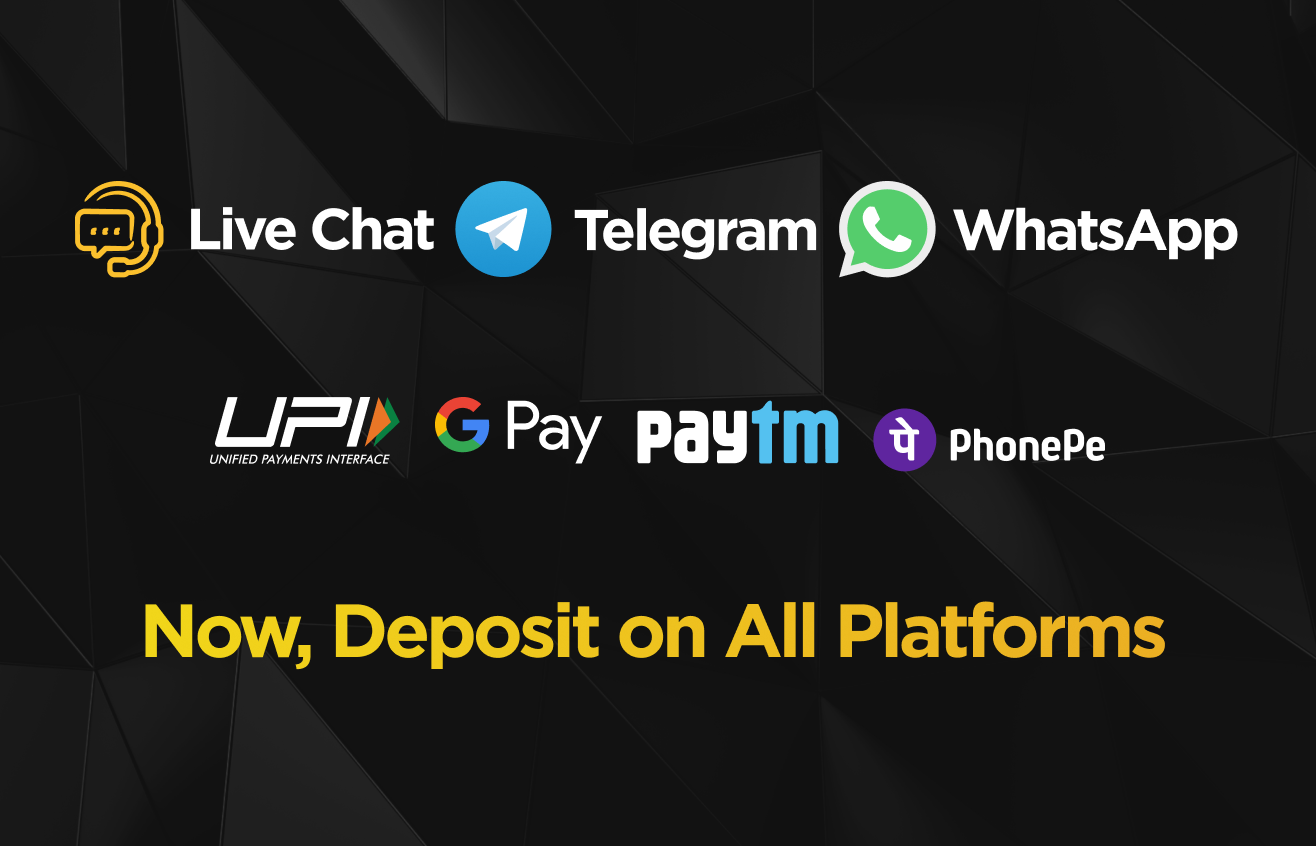 Live Chat Telegram WhatsApp
UPI G Pay paytm पे PhonePe
UNIFIED PAYMENTS INTERFACE
Now, Deposit on All Platforms